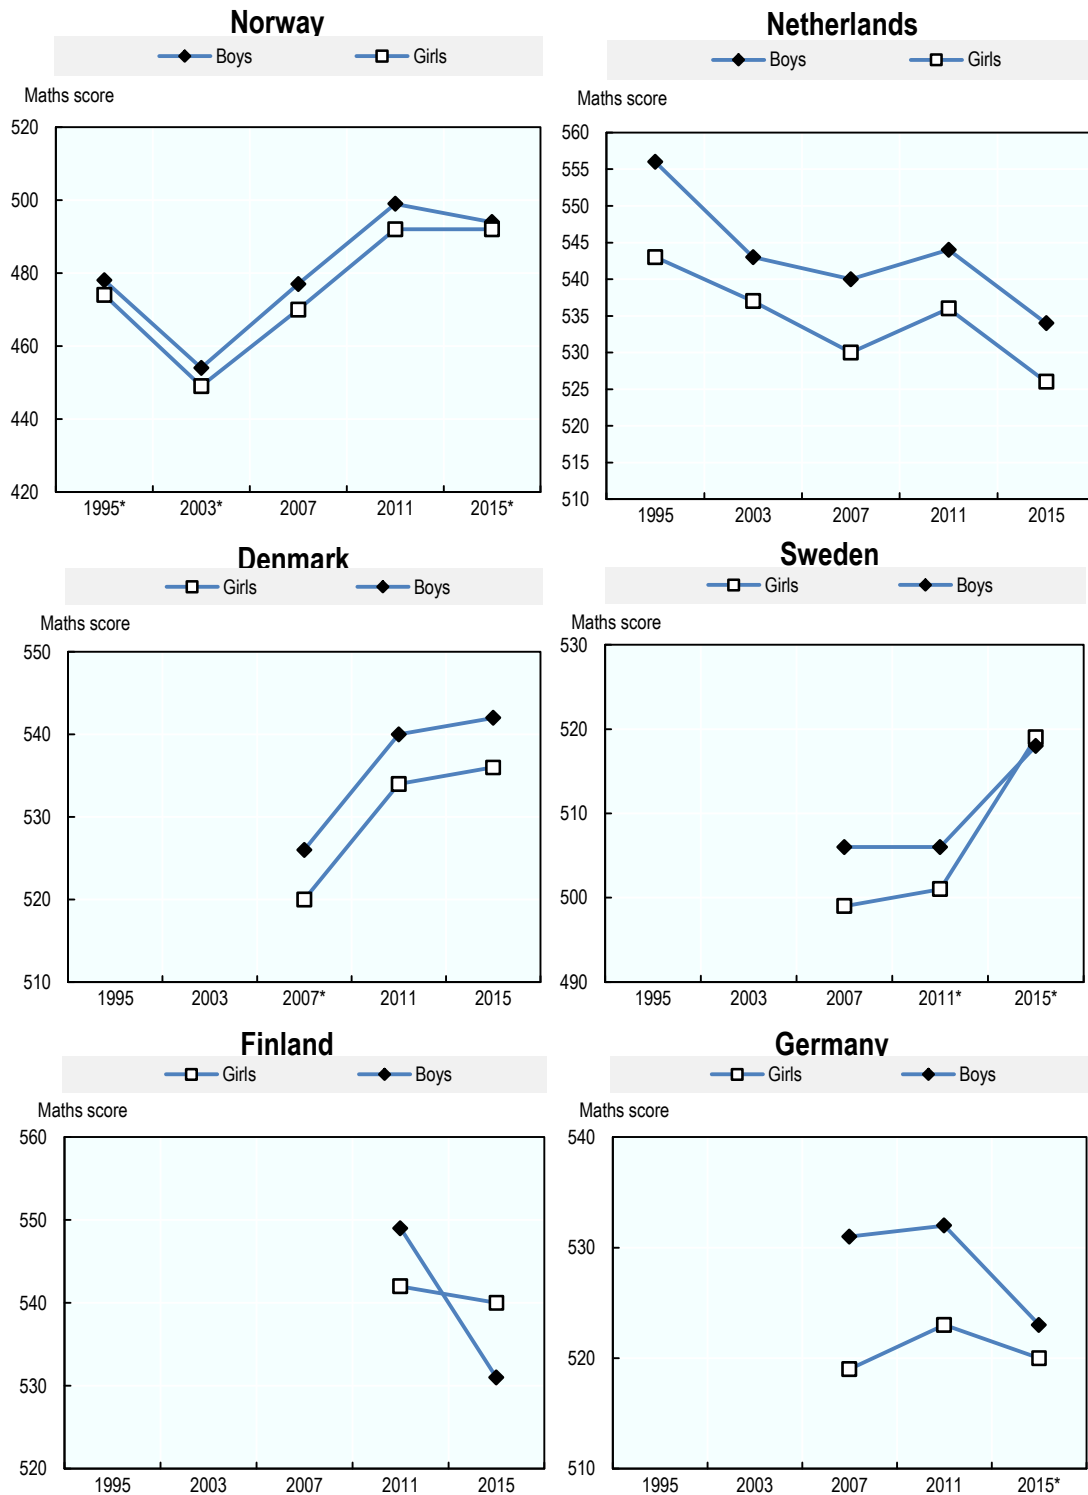 Norway
Boys Girls
Maths score
520
500
480
460
440
420
1995* 2003* 2007 2011 2015*
Netherlands
Boys Girls
Maths score
560
555
550
545
540
535
530
525
520
515
510
1995 2003 2007 2011 2015
Denmark
Girls Boys
Maths score
550
540
530
520
510
1995 2003 2007* 2011 2015
Sweden
Girls Boys
Maths score
530
520
510
500
490
1995 2003 2007 2011* 2015*
Finland
Girls Boys
Maths score
560
550
540
530
520
1995 2003 2007 2011 2015
Germany
Girls Boys
Maths score
540
530
520
510
1995 2003 2007 2011 2015*